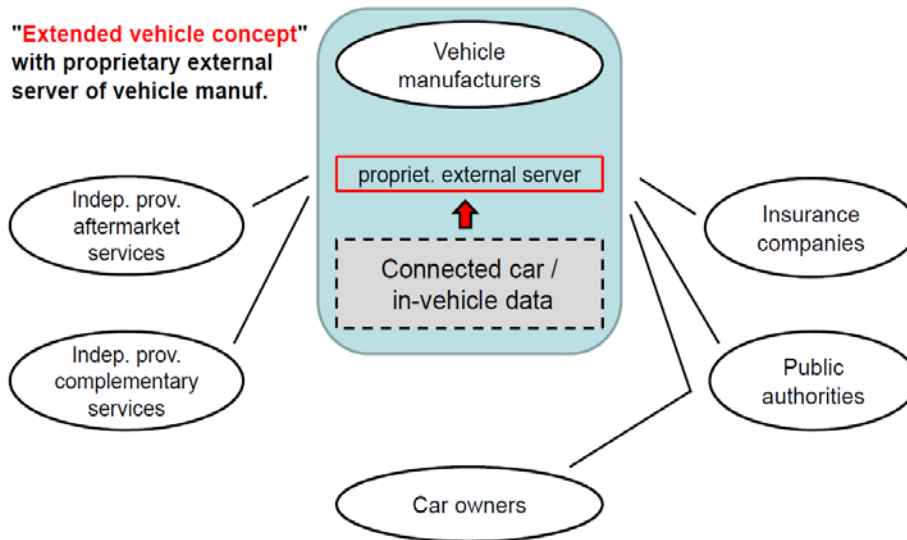 "Extended vehicle concept"
with proprietary external
server of vehicle manuf.
Vehicle
manufacturers
propriet. external server
Connected car /
in-vehicle data
Indep. prov.
aftermarket
services
Insurance
companies
Indep. prov.
complementary
services
Public
authorities
Car owners